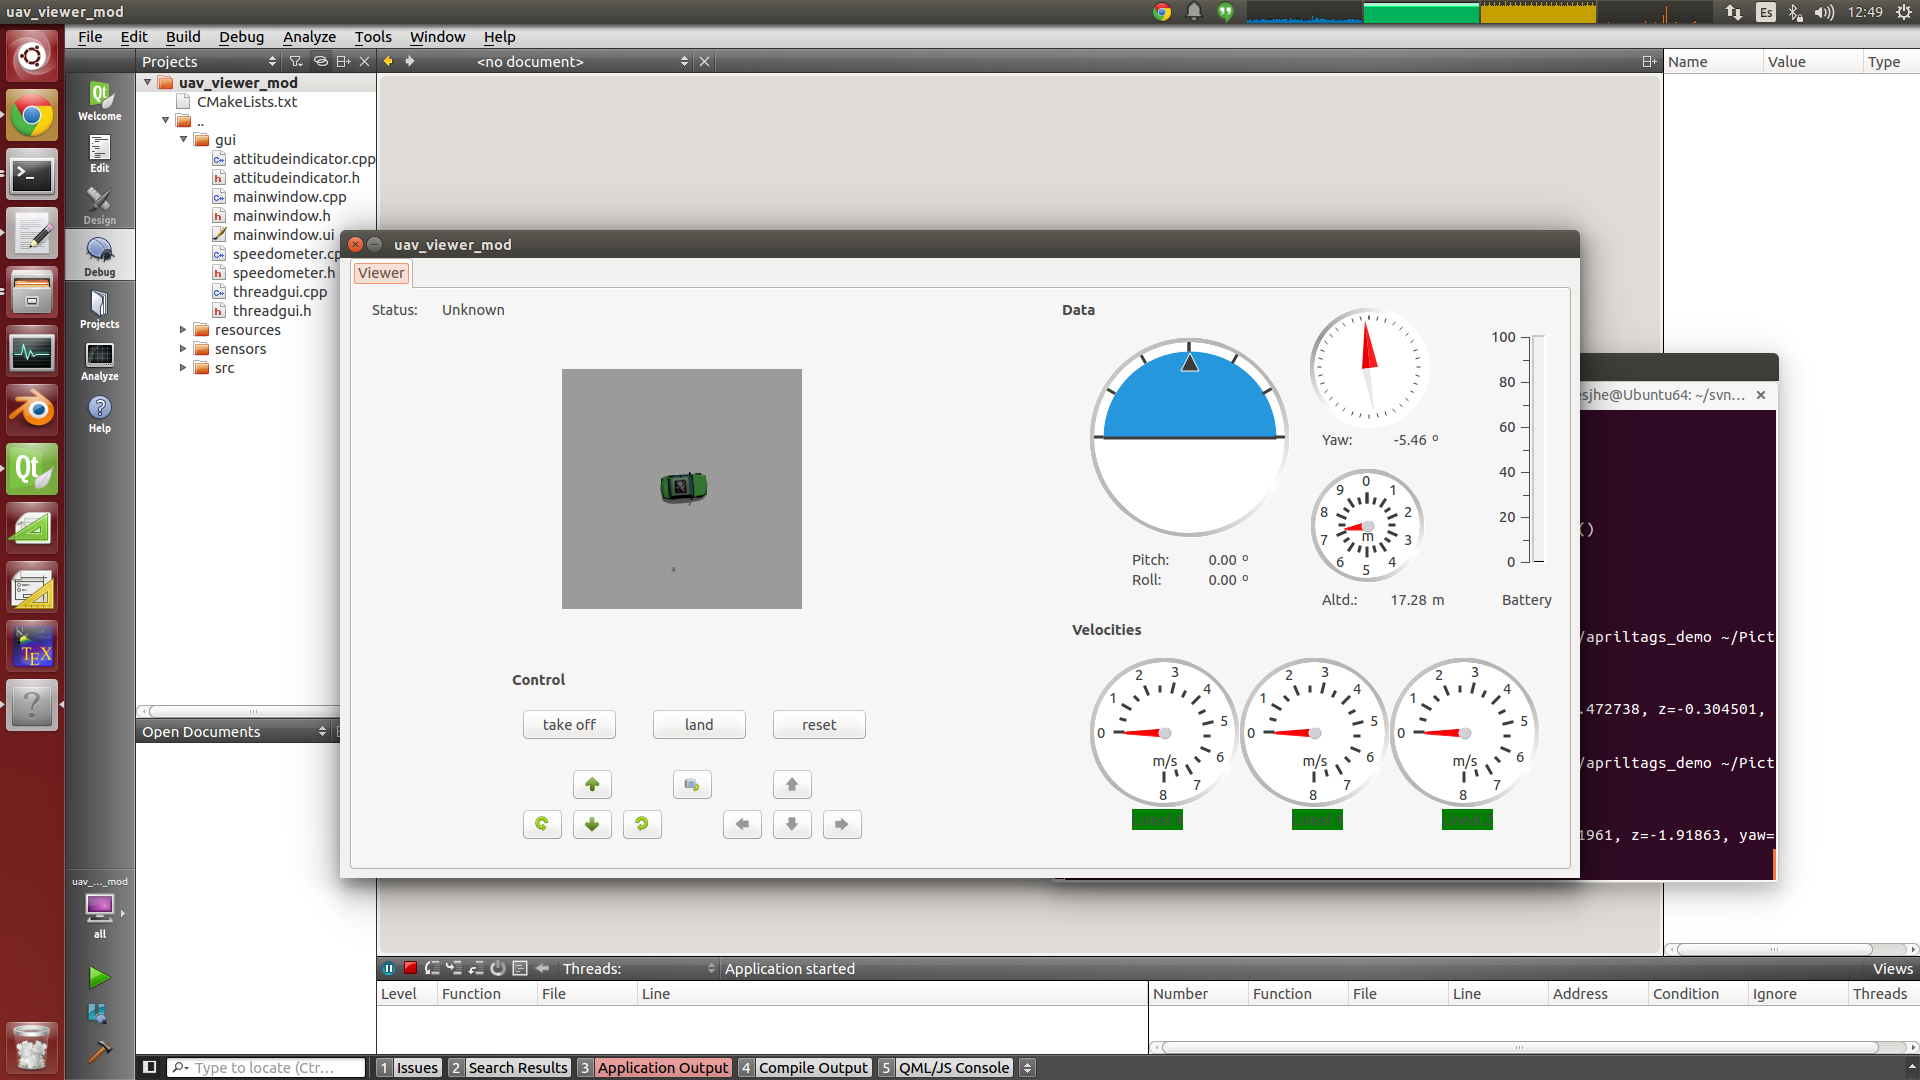 uav_viewer_mod
Es
12:49
File Edit Build Debug Analyze Tools Window Help
Projects
<no document>
Name Value Type
Welcome
Edit
Design
Debug
Projects
Analyze
Help
uav_viewer_mod
CMakeLists.txt
..
gui
attitudeindicator.cpp
attitudeindicator.h
mainwindow.cpp
mainwindow.h
mainwindow.ui
speedometer.cp
speedometer.h
threadgui.cpp
threadgui.h
resources
sensors
src
Open Documents
uav_viewer_mod
Viewer
Status: Unknown
Control
take off land reset
Data
Pitch: 0.00 º
Roll: 0.00 º
Yaw: -5.46 º
0 1 2 3 4 5 6 7 8 9
m
Altd.: 17.28 m
100
80
60
40
20
0
Battery
Velocities
0 1 2 3 4 5 6 7 8
m/s
0 1 2 3 4 5 6 7 8
m/s
0 1 2 3 4 5 6 7 8
m/s
esjhe@Ubuntu64: ~/svn...
()
/apriltags_demo ~/Pict
.472738, z=-0.304501,
/apriltags_demo ~/Pict
1961, z=-1.91863, yaw=
uav_..._mod
all
Threads: Application started
Views
Level Function File Line
Number Function File Line Address Condition Ignore Threads
Type to locate (Ctr...
1 Issues 2 Search Results 3 Application Output 4 Compile Output 5 QML/JS Console
Qt
TEX